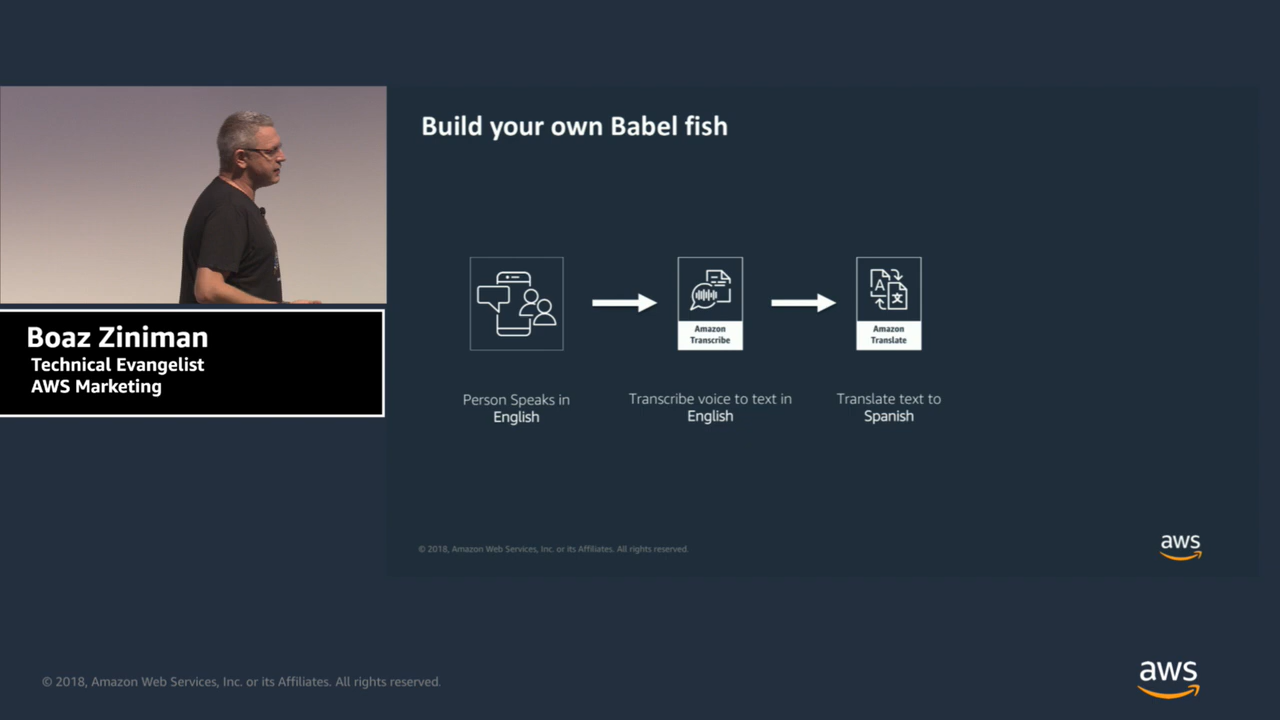 Build your own Babel fish
Boaz Ziniman
Technical Evangelist
AWS Marketing
Amazon
Transcribe
Amazon
Translate
Person Speaks in
English
Transcribe voice to text in
English
Translate text to
Spanish
© 2018, Amazon Web Services, Inc. or its Affiliates. All rights reserved.
aws
© 2018, Amazon Web Services, Inc. or its Affiliates. All rights reserved.
aws